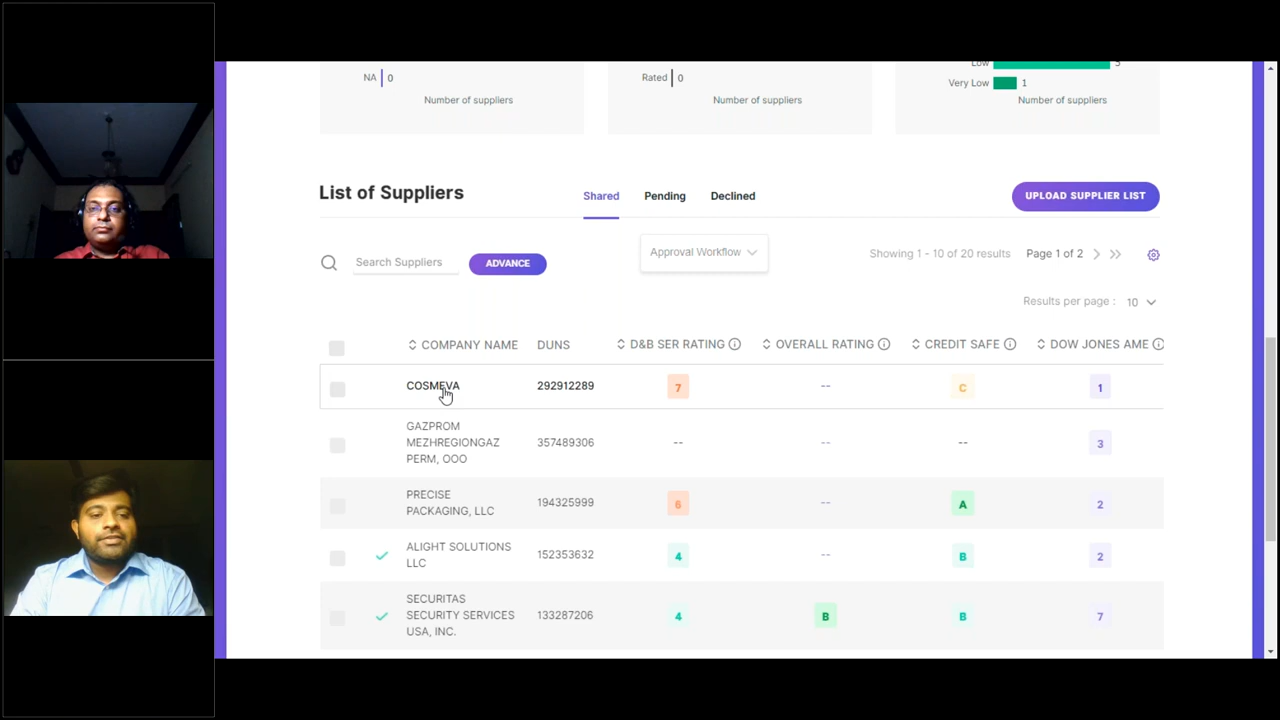 NA 0
Number of suppliers
Rated 0
Number of suppliers
Low 5
Very Low 1
Number of suppliers
List of Suppliers
Shared Pending Declined
UPLOAD SUPPLIER LIST
Search Suppliers
ADVANCE
Approval Workflow
Showing 1 - 10 of 20 results
Page 1 of 2
Results per page : 10
COMPANY NAME DUNS D&B SER RATING OVERALL RATING CREDIT SAFE DOW JONES AME
COSMEVA 292912289 7 -- C 1
GAZPROM
MEZHREGIONGAZ 357489306 -- -- -- 3
PERM, OOO
PRECISE
PACKAGING, LLC 194325999 6 -- A 2
ALIGHT SOLUTIONS
LLC 152353632 4 -- B 2
SECURITAS
SECURITY SERVICES 133287206 4 B B 7
USA, INC.